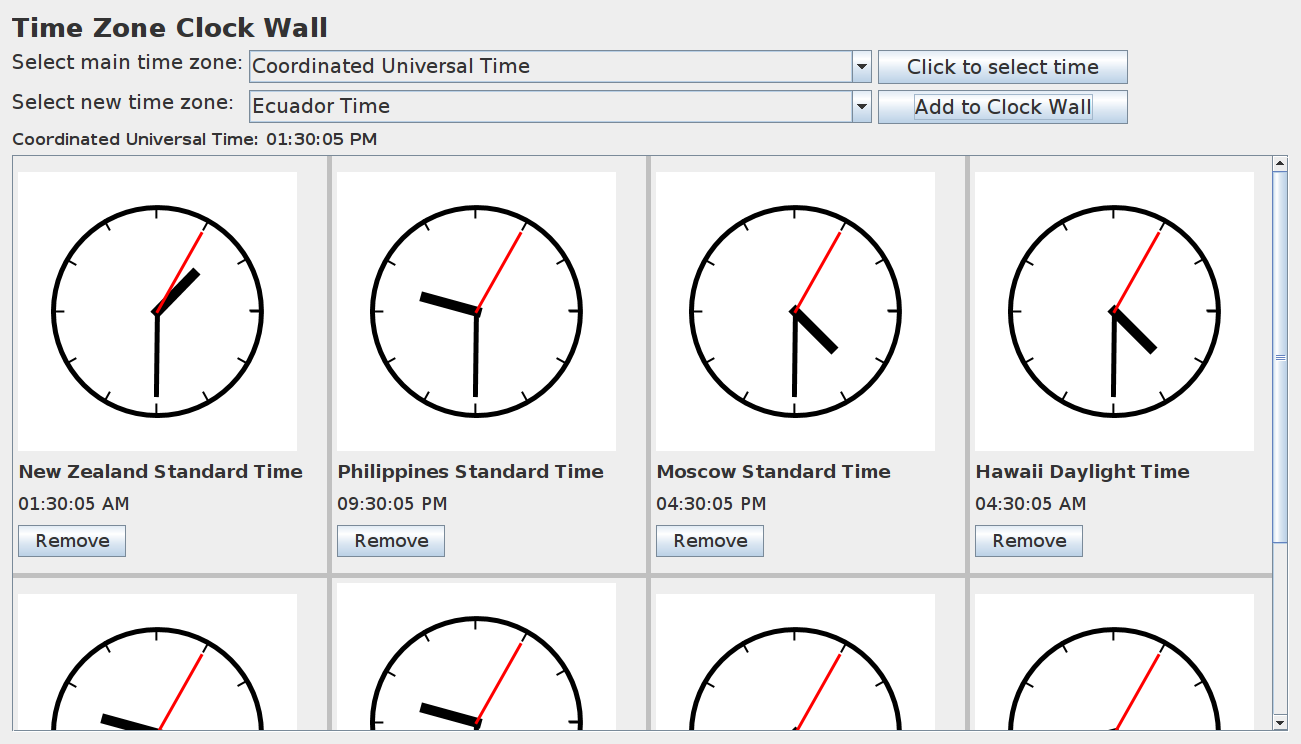 Time Zone Clock Wall
Select main time zone: Coordinated Universal Time Click to select time
Select new time zone: Ecuador Time Add to Clock Wall
Coordinated Universal Time: 01:30:05 PM
New Zealand Standard Time Philippines Standard Time Moscow Standard Time Hawaii Daylight Time
01:30:05 AM 09:30:05 PM 04:30:05 PM 04:30:05 AM
Remove Remove Remove Remove